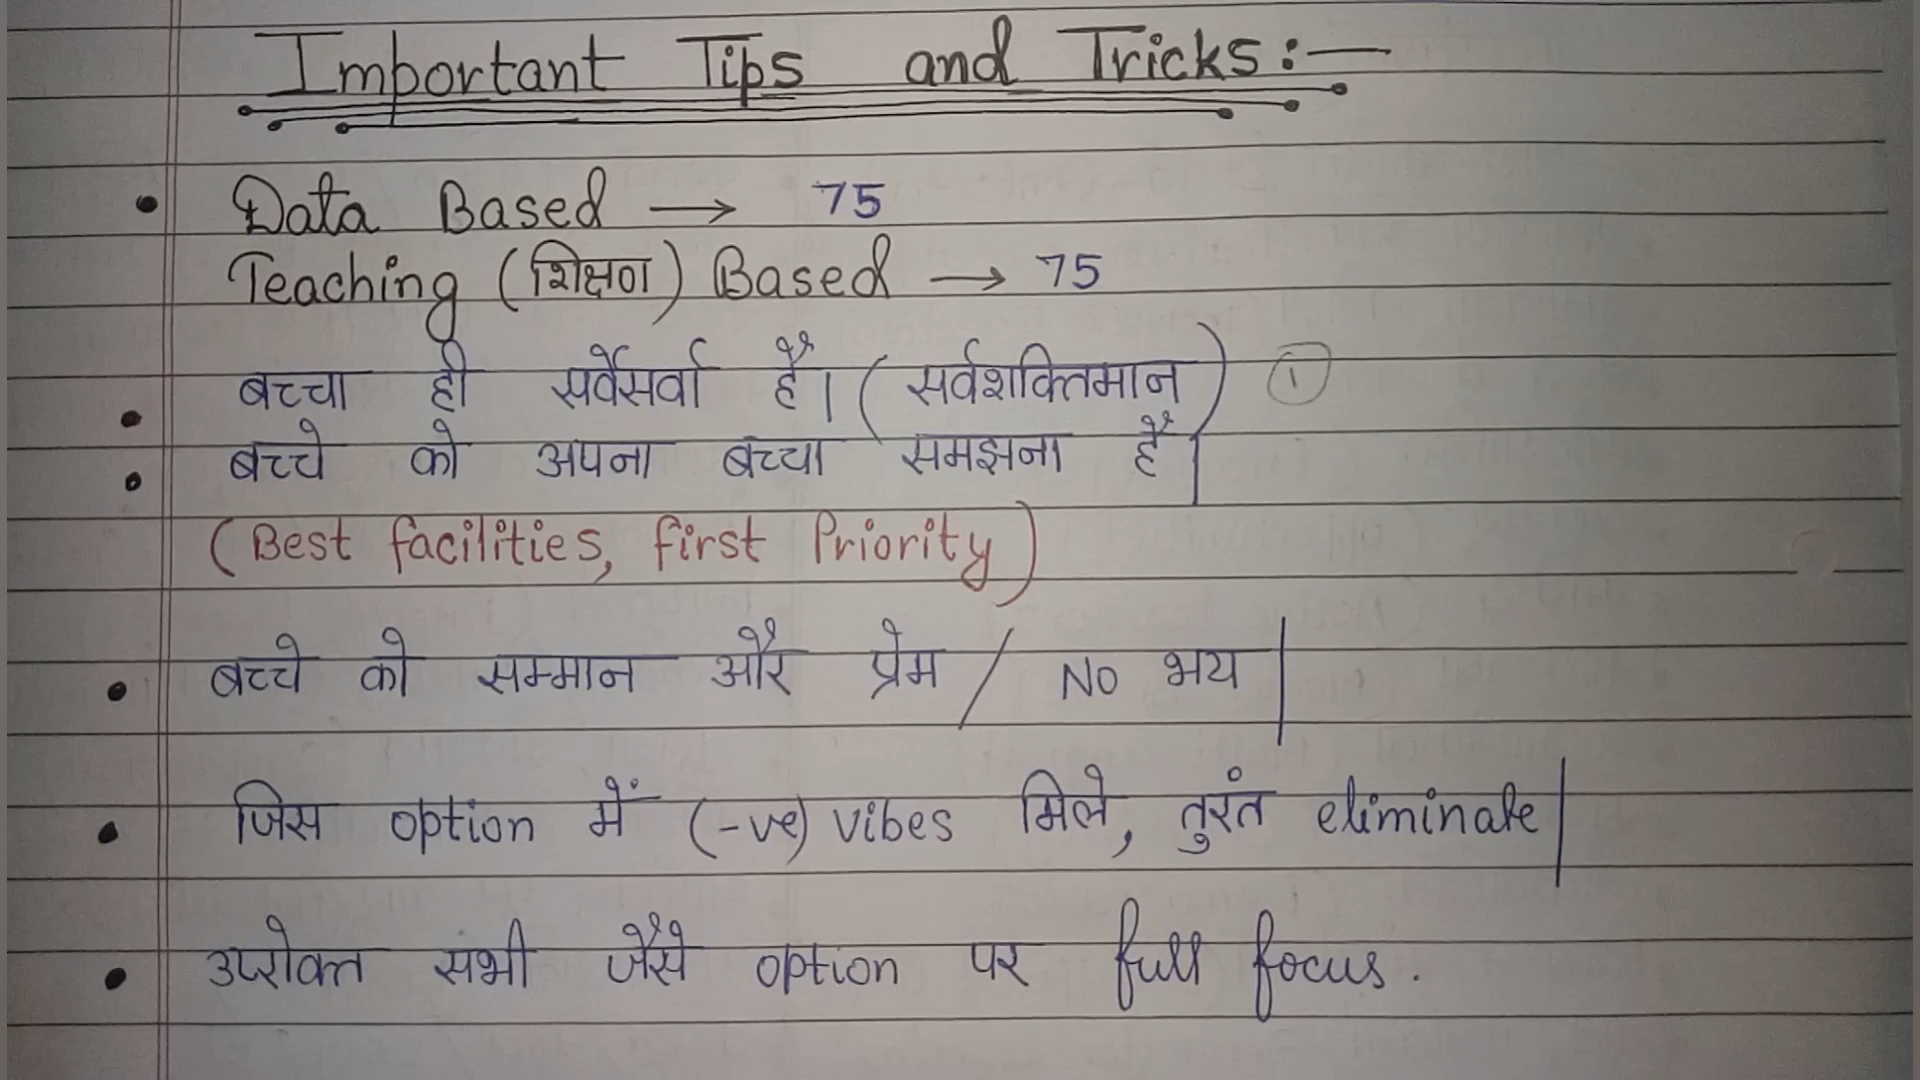 Important Tips and Tricks:—
• Data Based → 75
Teaching (शिक्षण) Based → 75
• बच्चा ही सर्वेसर्वा है। (सर्वशक्तिमान) ①
• बच्चे को अपना बच्चा समझना है।
(Best facilities, first Priority)
• बच्चे को सम्मान और प्रेम / No भय |
• जिस option में (-ve) vibes मिले, तुरंत eliminate |
• उपरोक्त सभी जैसे option पर full focus.